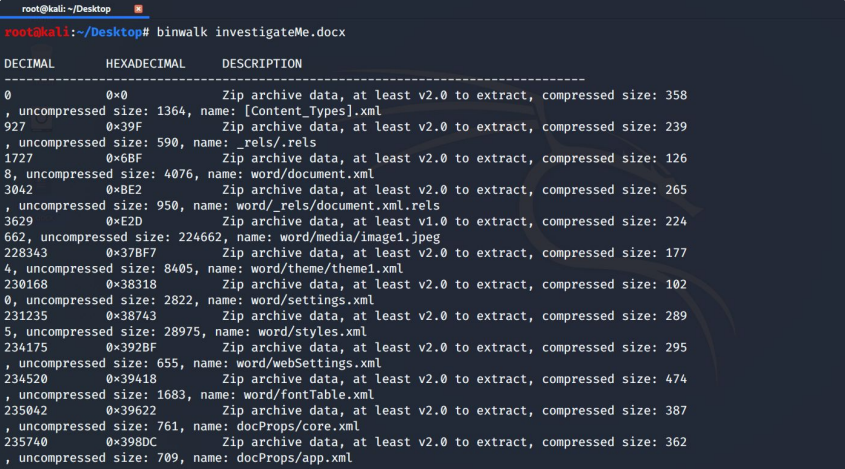 root@kali: ~/Desktop
root@kali:~/Desktop# binwalk investigateMe.docx
DECIMAL HEXADECIMAL DESCRIPTION
--------------------------------------------------------------------------------
0 0×0 Zip archive data, at least v2.0 to extract, compressed size: 358
, uncompressed size: 1364, name: [Content_Types].xml
927 0×39F Zip archive data, at least v2.0 to extract, compressed size: 239
, uncompressed size: 590, name: _rels/.rels
1727 0×6BF Zip archive data, at least v2.0 to extract, compressed size: 126
8, uncompressed size: 4076, name: word/document.xml
3042 0×BE2 Zip archive data, at least v2.0 to extract, compressed size: 265
, uncompressed size: 950, name: word/_rels/document.xml.rels
3629 0×E2D Zip archive data, at least v1.0 to extract, compressed size: 224
662, uncompressed size: 224662, name: word/media/image1.jpeg
228343 0×37BF7 Zip archive data, at least v2.0 to extract, compressed size: 177
4, uncompressed size: 8405, name: word/theme/theme1.xml
230168 0×38318 Zip archive data, at least v2.0 to extract, compressed size: 102
0, uncompressed size: 2822, name: word/settings.xml
231235 0×38743 Zip archive data, at least v2.0 to extract, compressed size: 289
5, uncompressed size: 28975, name: word/styles.xml
234175 0×392BF Zip archive data, at least v2.0 to extract, compressed size: 295
, uncompressed size: 655, name: word/webSettings.xml
234520 0×39418 Zip archive data, at least v2.0 to extract, compressed size: 474
, uncompressed size: 1683, name: word/fontTable.xml
235042 0×39622 Zip archive data, at least v2.0 to extract, compressed size: 387
, uncompressed size: 761, name: docProps/core.xml
235740 0×398DC Zip archive data, at least v2.0 to extract, compressed size: 362
, uncompressed size: 709, name: docProps/app.xml